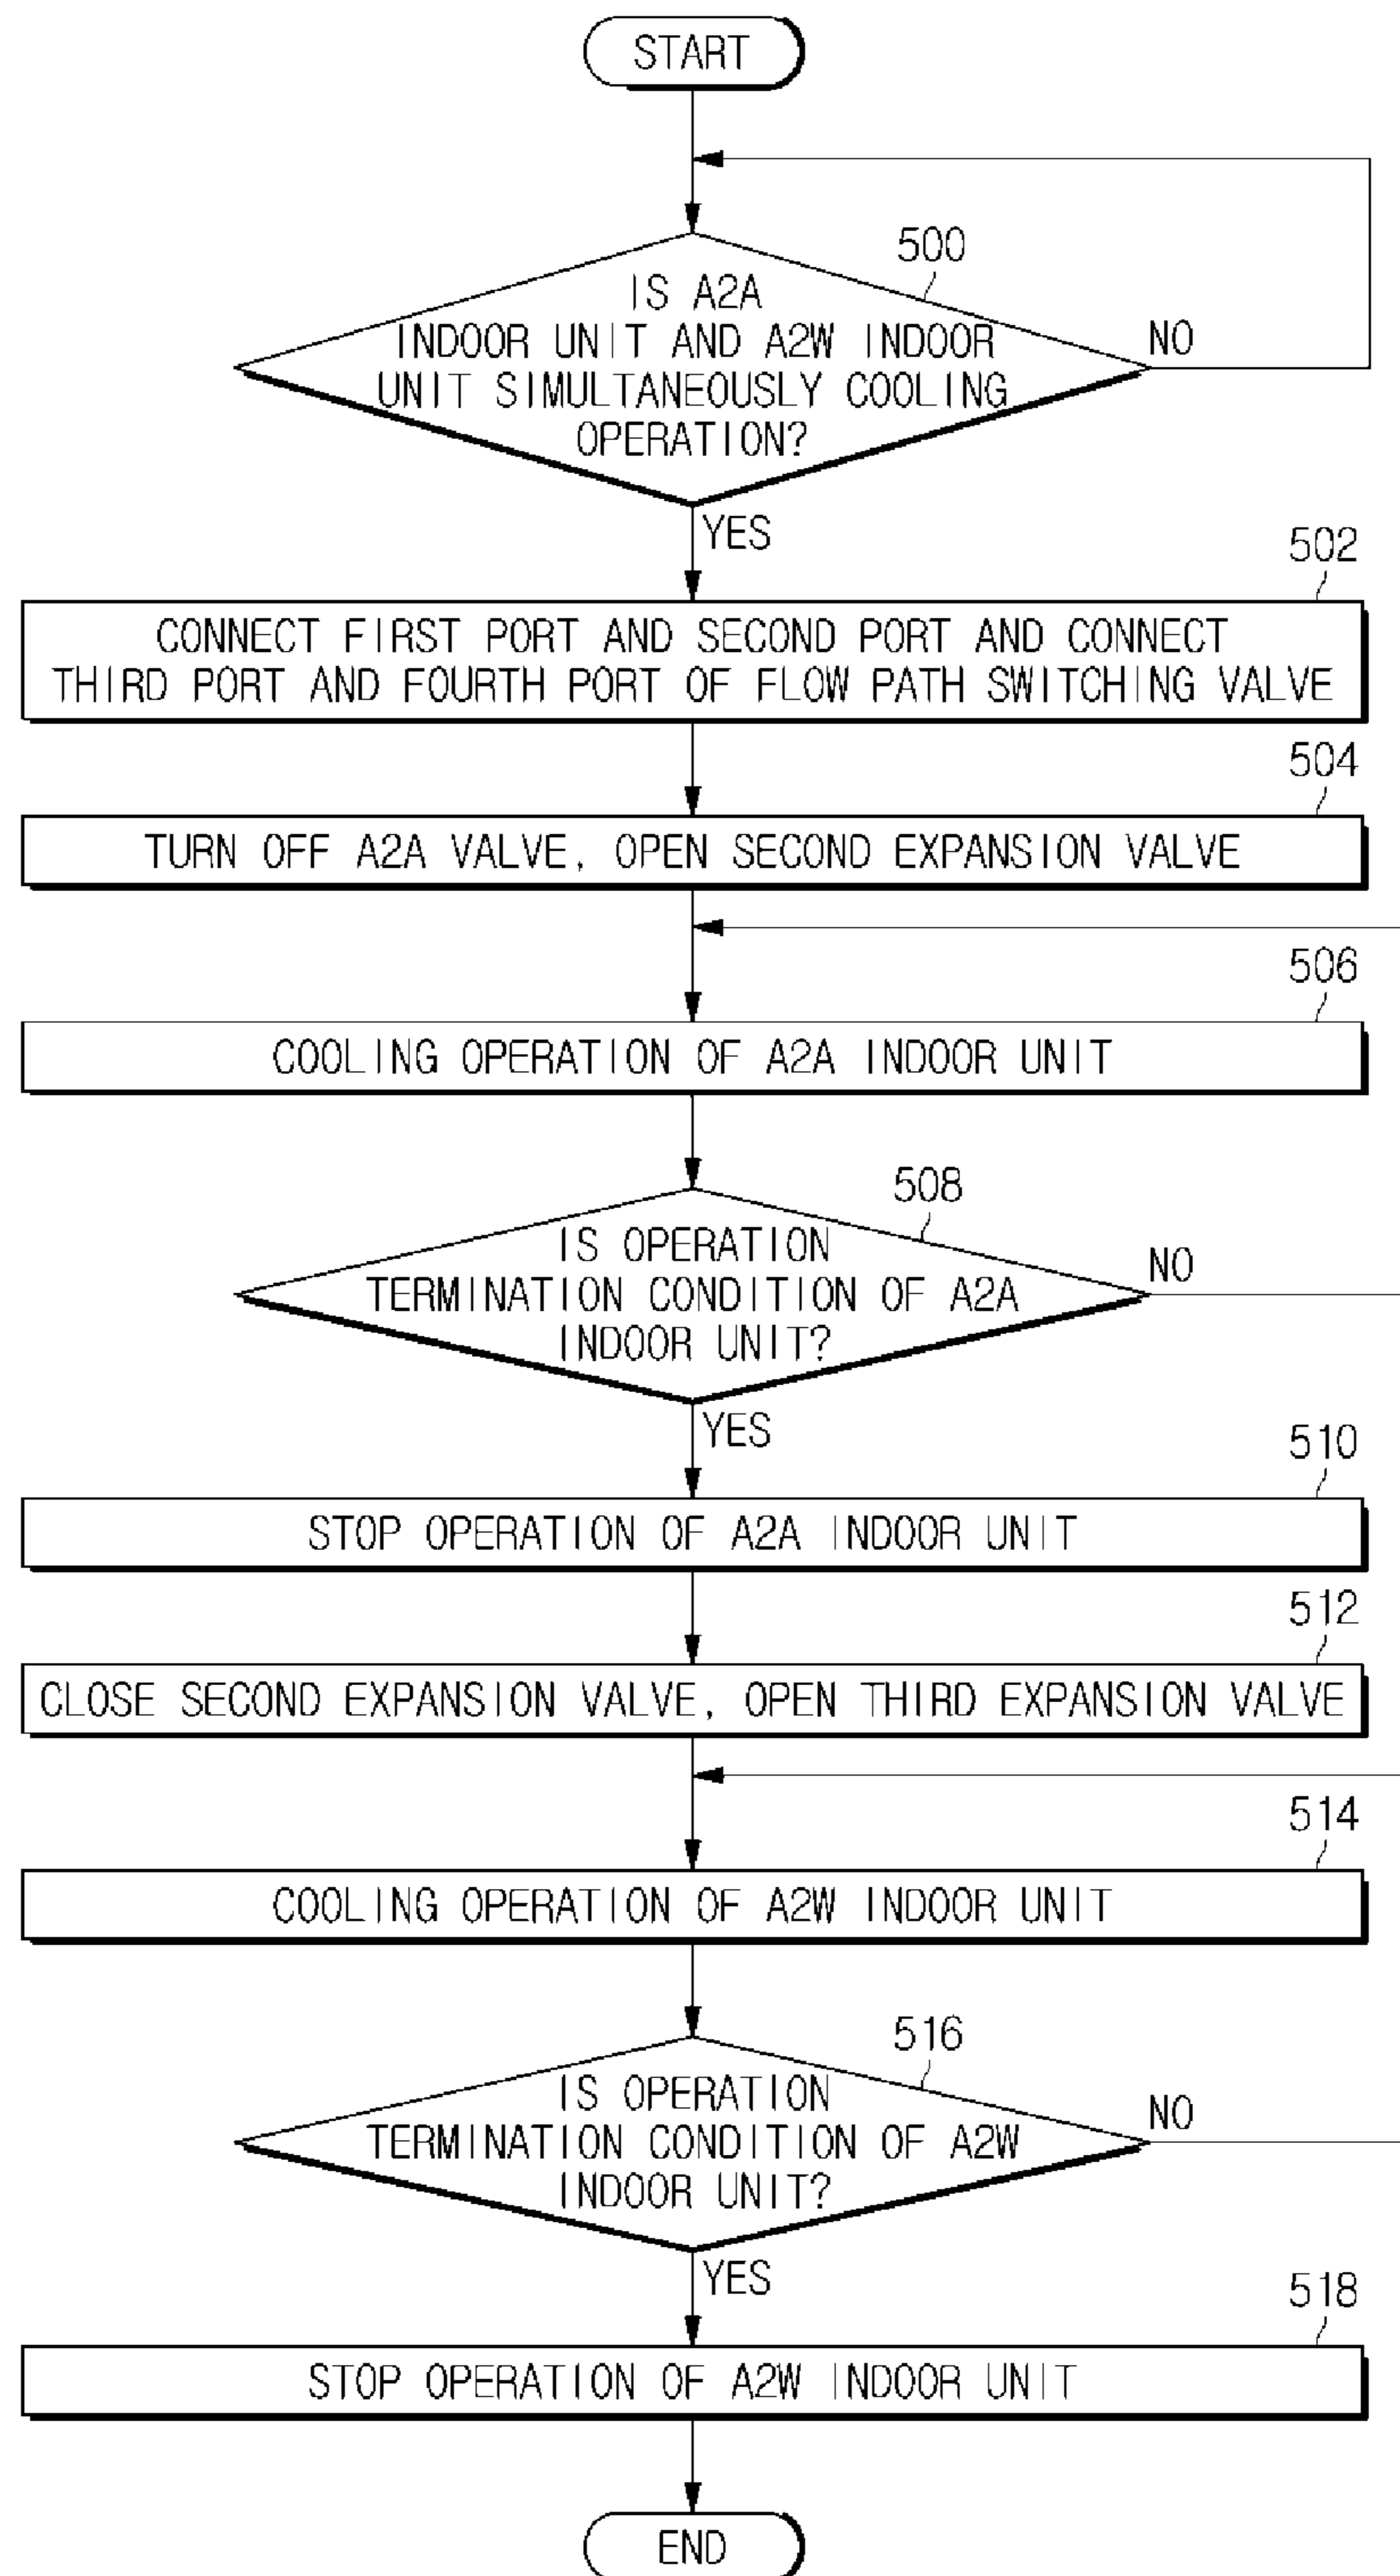 START
500
IS A2A
INDOOR UNIT AND A2W INDOOR
UNIT SIMULTANEOUSLY COOLING
OPERATION?
NO
YES
502
CONNECT FIRST PORT AND SECOND PORT AND CONNECT
THIRD PORT AND FOURTH PORT OF FLOW PATH SWITCHING VALVE
504
TURN OFF A2A VALVE, OPEN SECOND EXPANSION VALVE
506
COOLING OPERATION OF A2A INDOOR UNIT
508
IS OPERATION
TERMINATION CONDITION OF A2A
INDOOR UNIT?
NO
YES
510
STOP OPERATION OF A2A INDOOR UNIT
512
CLOSE SECOND EXPANSION VALVE, OPEN THIRD EXPANSION VALVE
514
COOLING OPERATION OF A2W INDOOR UNIT
516
IS OPERATION
TERMINATION CONDITION OF A2W
INDOOR UNIT?
NO
YES
518
STOP OPERATION OF A2W INDOOR UNIT
END